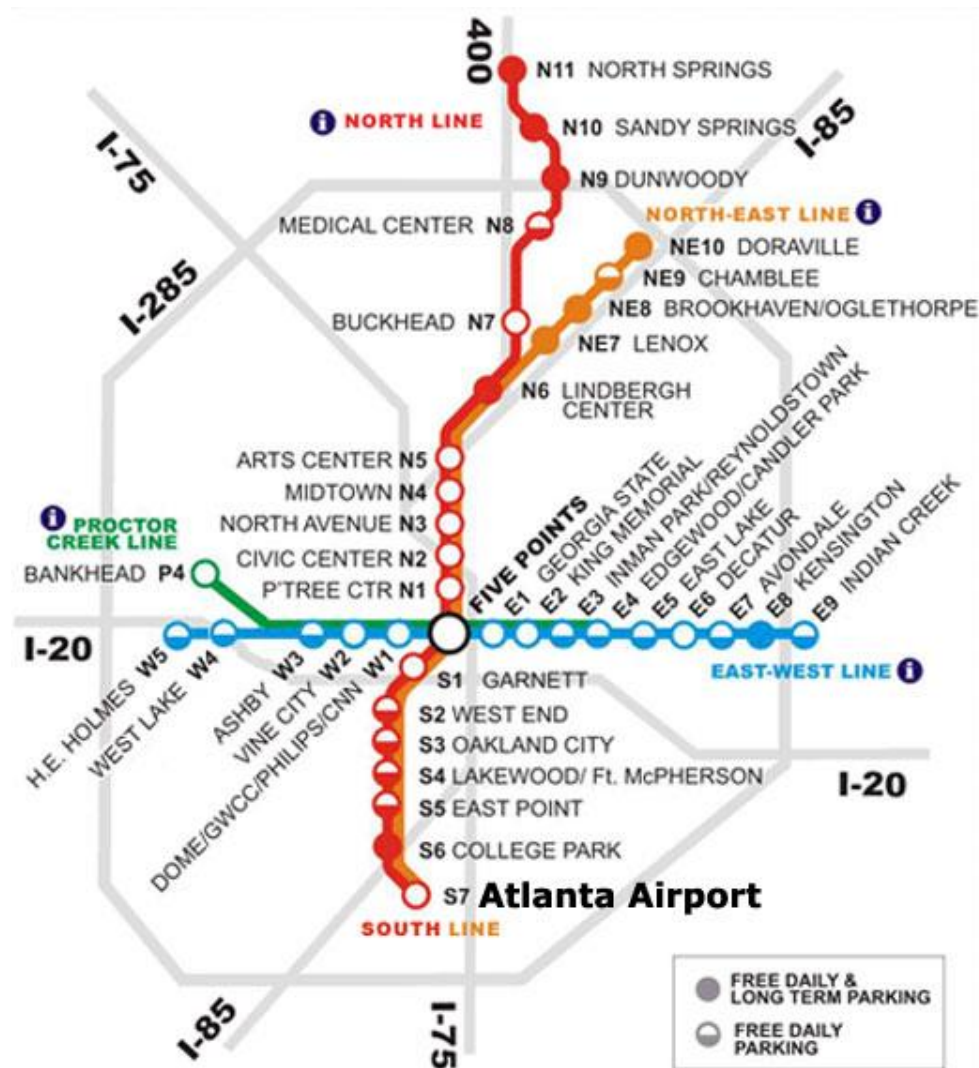 400
N11 NORTH SPRINGS
i NORTH LINE
N10 SANDY SPRINGS
I-85
I-75
N9 DUNWOODY
NORTH-EAST LINE i
MEDICAL CENTER N8
NE10 DORAVILLE
NE9 CHAMBLEE
I-285
NE8 BROOKHAVEN/OGLETHORPE
BUCKHEAD N7
NE7 LENOX
N6 LINDBERGH
CENTER
ARTS CENTER N5
MIDTOWN N4
NORTH AVENUE N3
CIVIC CENTER N2
P'TREE CTR N1
i PROCTOR
CREEK LINE
BANKHEAD P4
FIVE POINTS
E1 GEORGIA STATE
E2 KING MEMORIAL
E3 INMAN PARK/REYNOLDSTOWN
E4 EDGEWOOD/CANDLER PARK
E5 EAST LAKE
E6 DECATUR
E7 AVONDALE
E8 KENSINGTON
E9 INDIAN CREEK
I-20
H.E. HOLMES W5
WEST LAKE W4
ASHBY W3
VINE CITY W2
DOME/GWCC/PHILIPS/CNN W1
EAST-WEST LINE i
S1 GARNETT
S2 WEST END
S3 OAKLAND CITY
S4 LAKEWOOD/ Ft. McPHERSON
I-20
S5 EAST POINT
S6 COLLEGE PARK
S7 Atlanta Airport
SOUTH LINE
I-85
I-75
FREE DAILY &
LONG TERM PARKING
FREE DAILY
PARKING